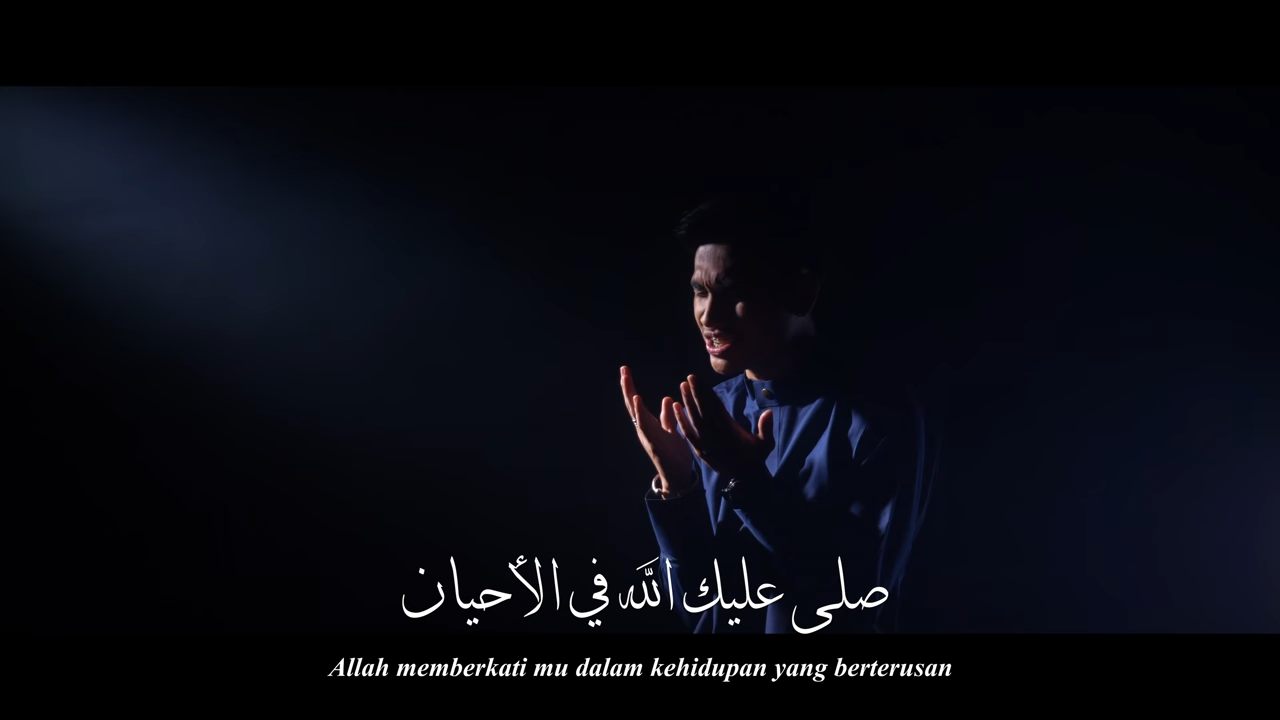 صلى عليك الله في الأحيان
Allah memberkati mu dalam kehidupan yang berterusan